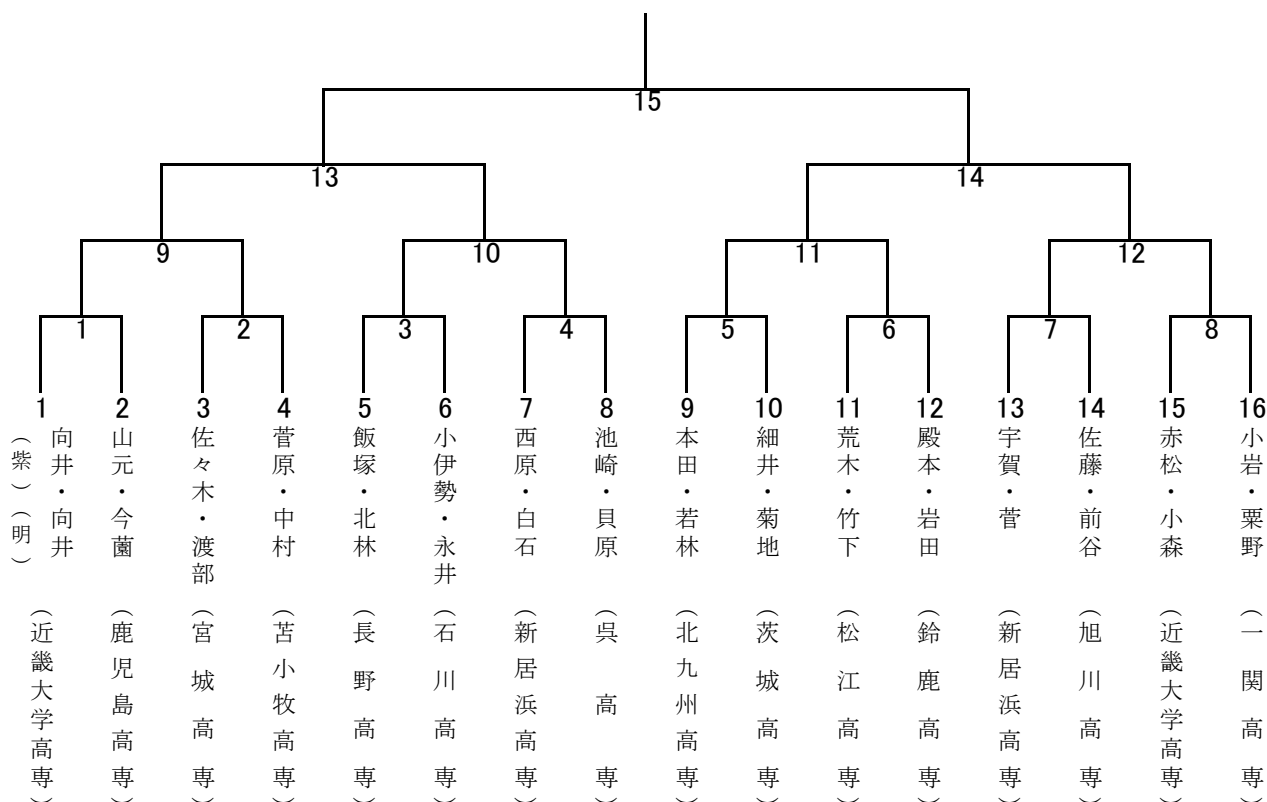 15
13
14
9
10
11
12
1
2
3
4
5
6
7
8
1
2
3
4
5
6
7
8
9
10
11
12
13
14
15
16
向井・向井
（紫）（明）
（近畿大学高専）
山元・今薗
（鹿児島高専）
佐々木・渡部
（宮城高専）
菅原・中村
（苫小牧高専）
飯塚・北林
（長野高専）
小伊勢・永井
（石川高専）
西原・白石
（新居浜高専）
池崎・貝原
（呉高専）
本田・若林
（北九州高専）
細井・菊地
（茨城高専）
荒木・竹下
（松江高専）
殿本・岩田
（鈴鹿高専）
宇賀・菅
（新居浜高専）
佐藤・前谷
（旭川高専）
赤松・小森
（近畿大学高専）
小岩・粟野
（一関高専）